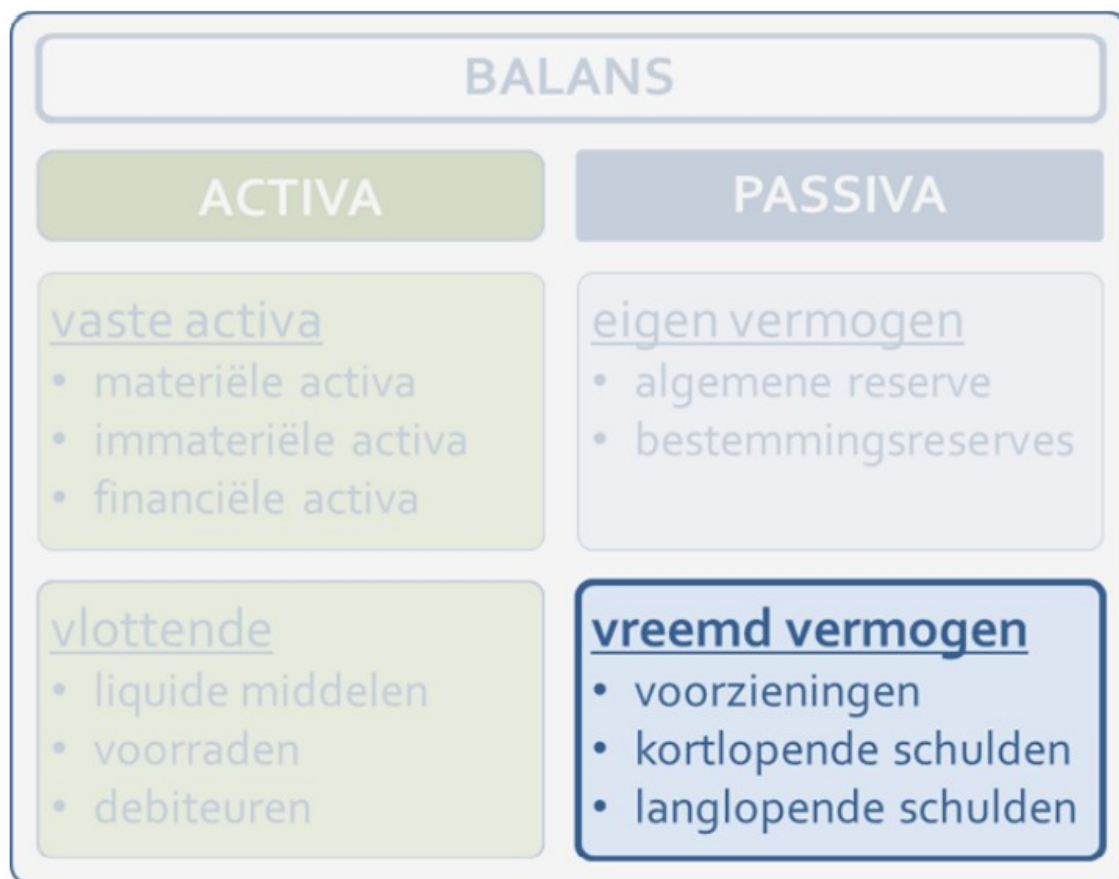 BALANS
ACTIVA
PASSIVA
vaste activa
• materiële activa
• immateriële activa
• financiële activa
eigen vermogen
• algemene reserve
• bestemmingsreserves
vlottende
• liquide middelen
• voorraden
• debiteuren
vreemd vermogen
• voorzieningen
• kortlopende schulden
• langlopende schulden